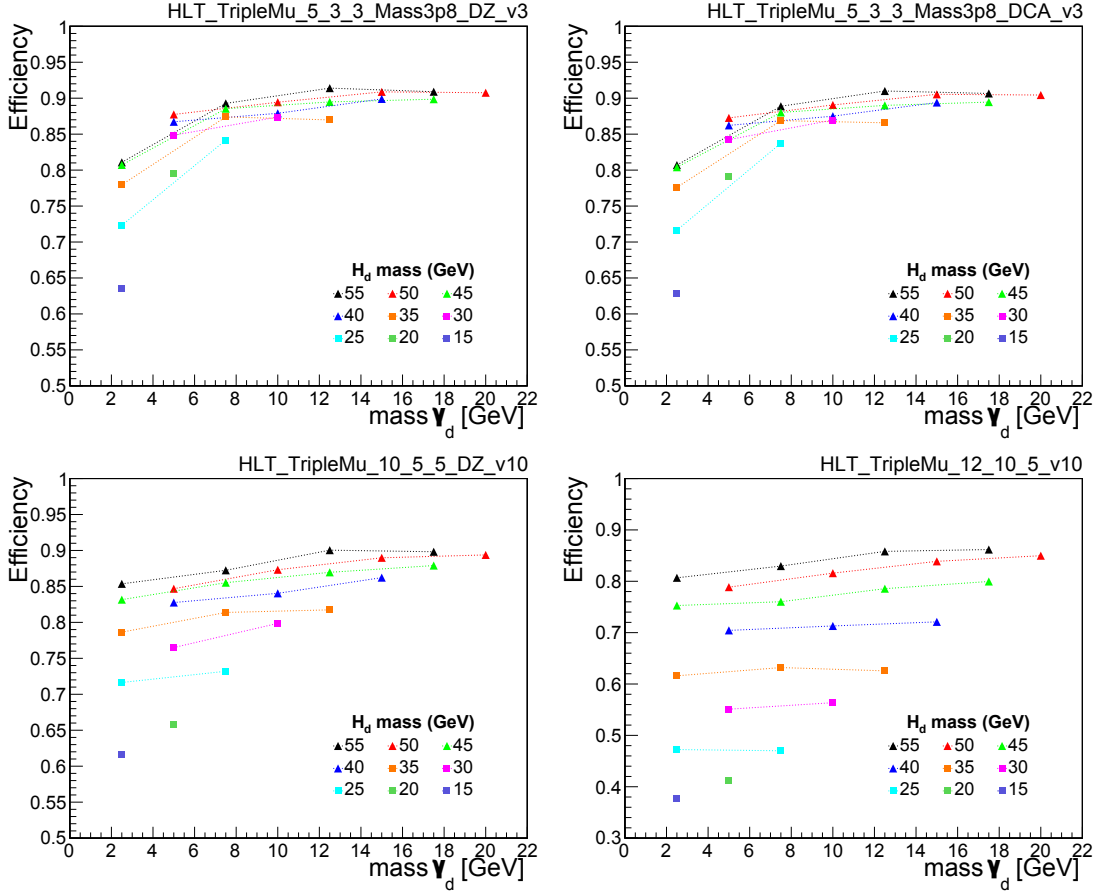 HLT_TripleMu_5_3_3_Mass3p8_DZ_v3
Efficiency
1
0.95
0.9
0.85
0.8
0.75
0.7
0.65
0.6
0.55
0.5
H_d mass (GeV)
55 50 45
40 35 30
25 20 15
0 2 4 6 8 10 12 14 16 18 20 22
mass γ_d [GeV]
HLT_TripleMu_5_3_3_Mass3p8_DCA_v3
Efficiency
1
0.95
0.9
0.85
0.8
0.75
0.7
0.65
0.6
0.55
0.5
H_d mass (GeV)
55 50 45
40 35 30
25 20 15
0 2 4 6 8 10 12 14 16 18 20 22
mass γ_d [GeV]
HLT_TripleMu_10_5_5_DZ_v10
Efficiency
1
0.95
0.9
0.85
0.8
0.75
0.7
0.65
0.6
0.55
0.5
H_d mass (GeV)
55 50 45
40 35 30
25 20 15
0 2 4 6 8 10 12 14 16 18 20 22
mass γ_d [GeV]
HLT_TripleMu_12_10_5_v10
Efficiency
1
0.9
0.8
0.7
0.6
0.5
0.4
0.3
H_d mass (GeV)
55 50 45
40 35 30
25 20 15
0 2 4 6 8 10 12 14 16 18 20 22
mass γ_d [GeV]